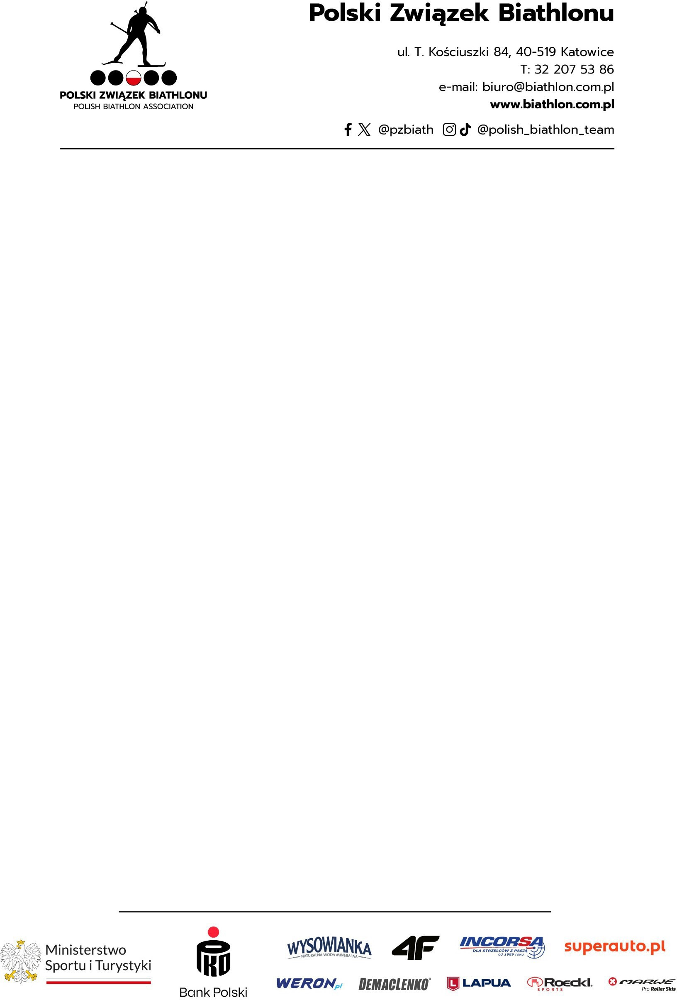 POLSKI ZWIĄZEK BIATHLONU
POLISH BIATHLON ASSOCIATION
Polski Związek Biathlonu
ul. T. Kościuszki 84, 40-519 Katowice
T: 32 207 53 86
e-mail: biuro@biathlon.com.pl
www.biathlon.com.pl
@pzbiath @polish_biathlon_team
Ministerstwo
Sportu i Turystyki
PKO
Bank Polski
WYSOWIANKA
NATURALNA WODA MINERALNA
4F
INCORSA
DLA STRZELCÓW Z PASJĄ
od 1989 roku
superauto.pl
WERON.pl
DEMACLENKO®
L LAPUA
Roeckl®
SPORTS
MARWE
Pro Roller Skis